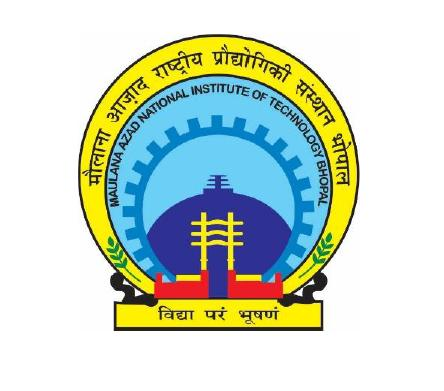 मौलाना आज़ाद राष्ट्रीय प्रौद्योगिकी संस्थान भोपाल
MAULANA AZAD NATIONAL INSTITUTE OF TECHNOLOGY BHOPAL
विद्या परं भूषणं